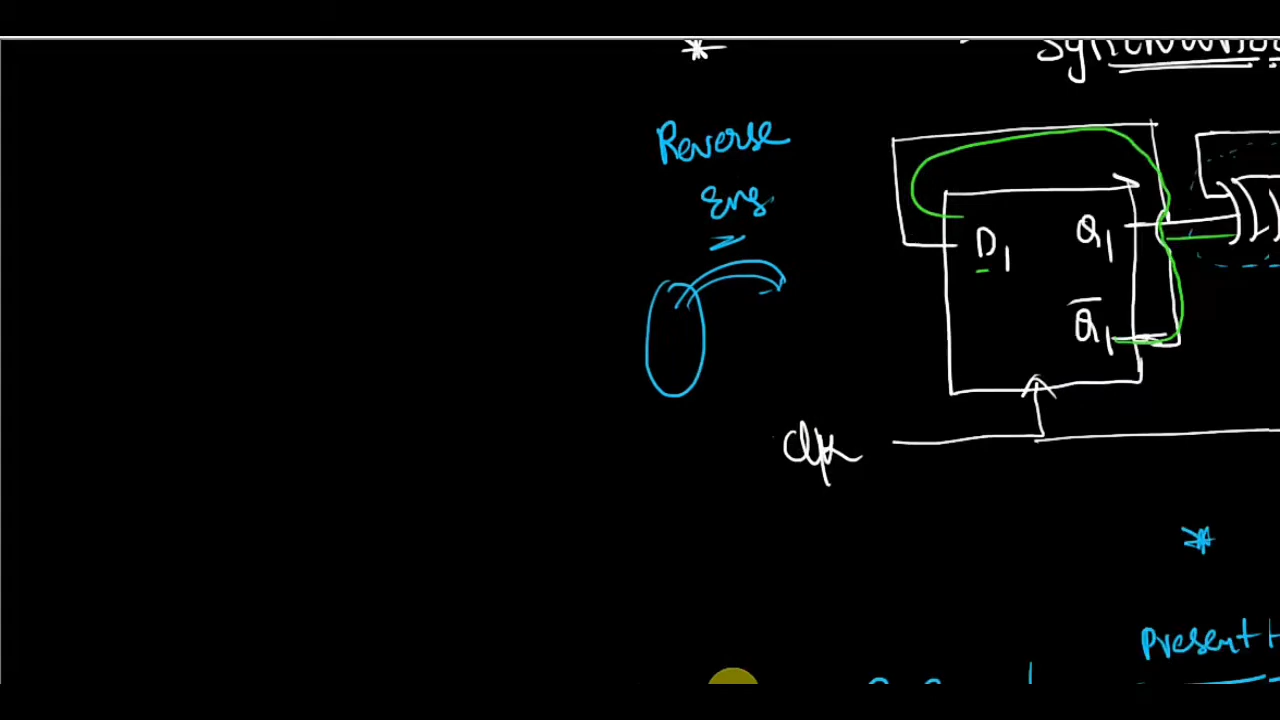 *
Reverse
Eng
D1
Q1
Q̅1
Clk
*
Present